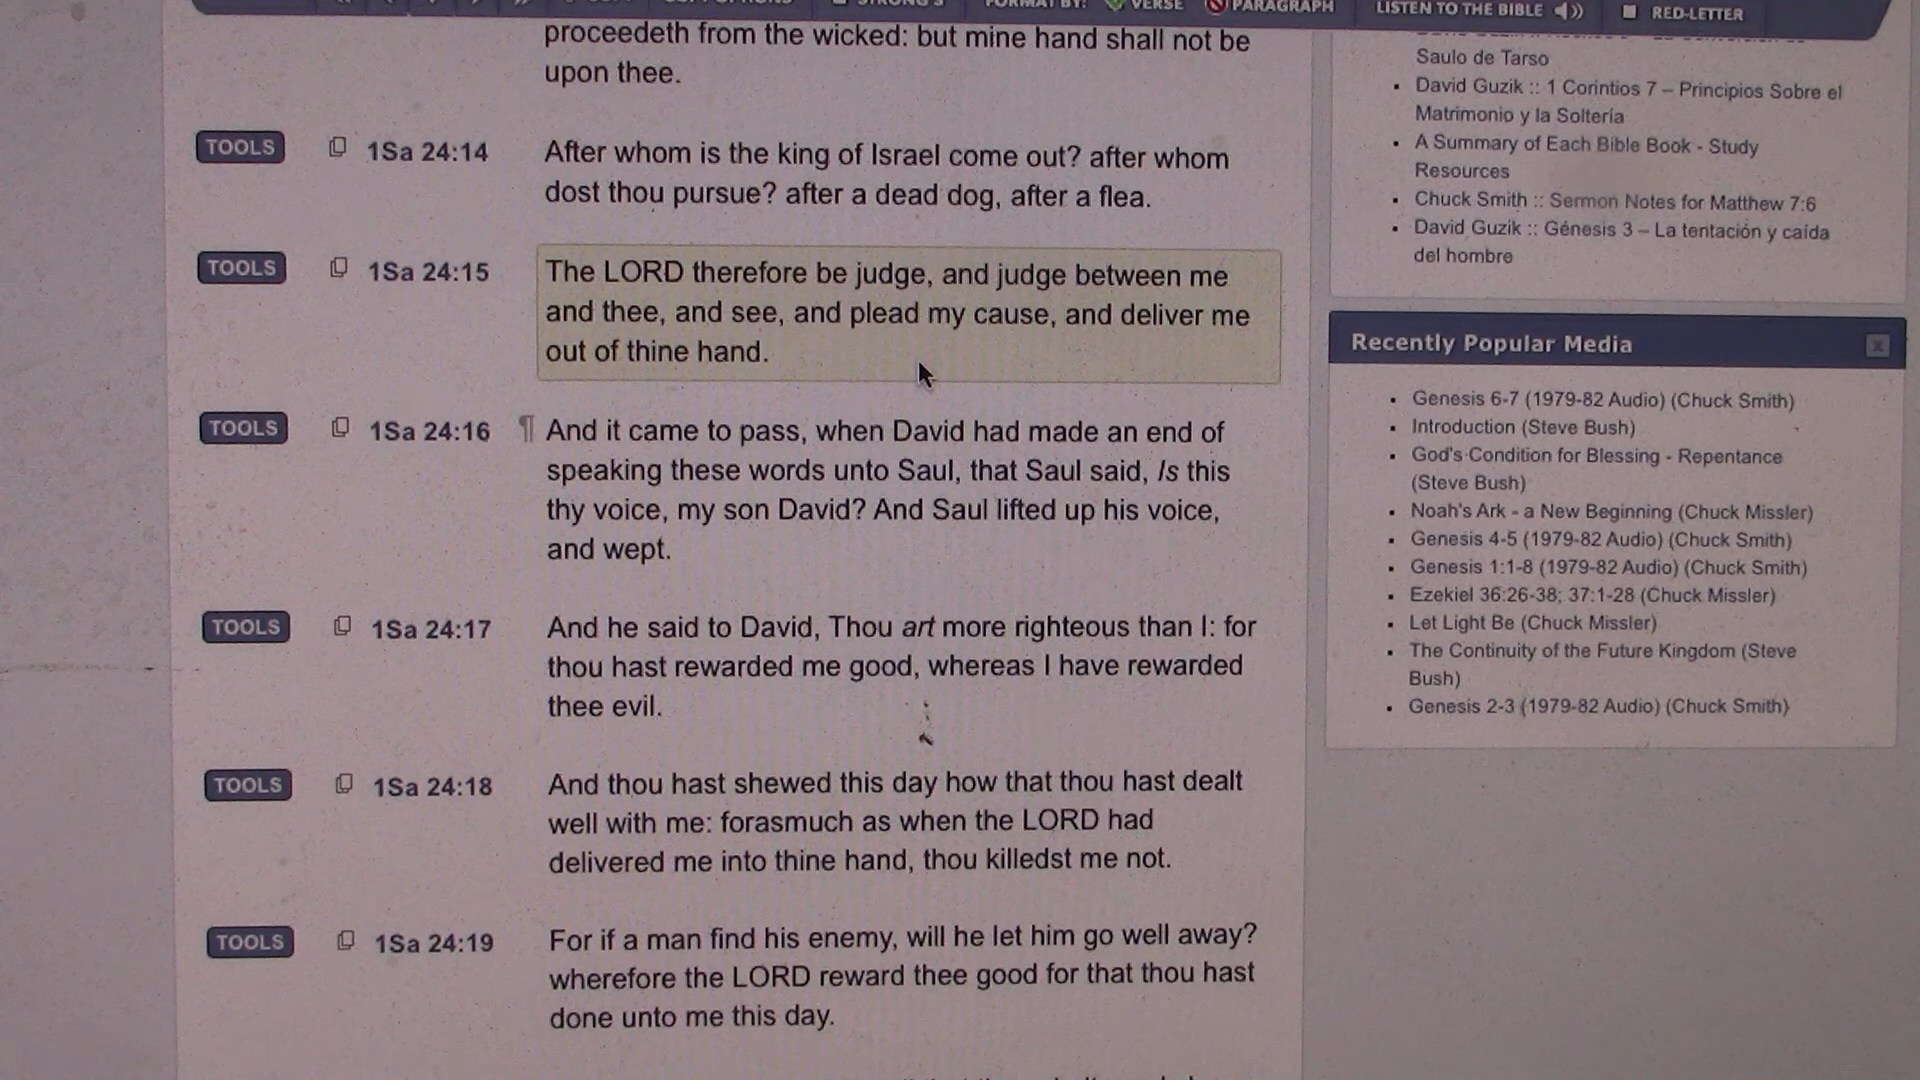 FORMAT BY:
VERSE
PARAGRAPH
LISTEN TO THE BIBLE
RED-LETTER
proceedeth from the wicked: but mine hand shall not be
upon thee.
TOOLS
1Sa 24:14
After whom is the king of Israel come out? after whom
dost thou pursue? after a dead dog, after a flea.
TOOLS
1Sa 24:15
The LORD therefore be judge, and judge between me
and thee, and see, and plead my cause, and deliver me
out of thine hand.
TOOLS
1Sa 24:16
¶ And it came to pass, when David had made an end of
speaking these words unto Saul, that Saul said, Is this
thy voice, my son David? And Saul lifted up his voice,
and wept.
TOOLS
1Sa 24:17
And he said to David, Thou art more righteous than I: for
thou hast rewarded me good, whereas I have rewarded
thee evil.
TOOLS
1Sa 24:18
And thou hast shewed this day how that thou hast dealt
well with me: forasmuch as when the LORD had
delivered me into thine hand, thou killedst me not.
TOOLS
1Sa 24:19
For if a man find his enemy, will he let him go well away?
wherefore the LORD reward thee good for that thou hast
done unto me this day.
Saulo de Tarso
David Guzik :: 1 Corintios 7 – Principios Sobre el
Matrimonio y la Soltería
A Summary of Each Bible Book - Study
Resources
Chuck Smith :: Sermon Notes for Matthew 7:6
David Guzik :: Génesis 3 – La tentación y caída
del hombre
Recently Popular Media
x
Genesis 6-7 (1979-82 Audio) (Chuck Smith)
Introduction (Steve Bush)
God's Condition for Blessing - Repentance
(Steve Bush)
Noah's Ark - a New Beginning (Chuck Missler)
Genesis 4-5 (1979-82 Audio) (Chuck Smith)
Genesis 1:1-8 (1979-82 Audio) (Chuck Smith)
Ezekiel 36:26-38; 37:1-28 (Chuck Missler)
Let Light Be (Chuck Missler)
The Continuity of the Future Kingdom (Steve
Bush)
Genesis 2-3 (1979-82 Audio) (Chuck Smith)